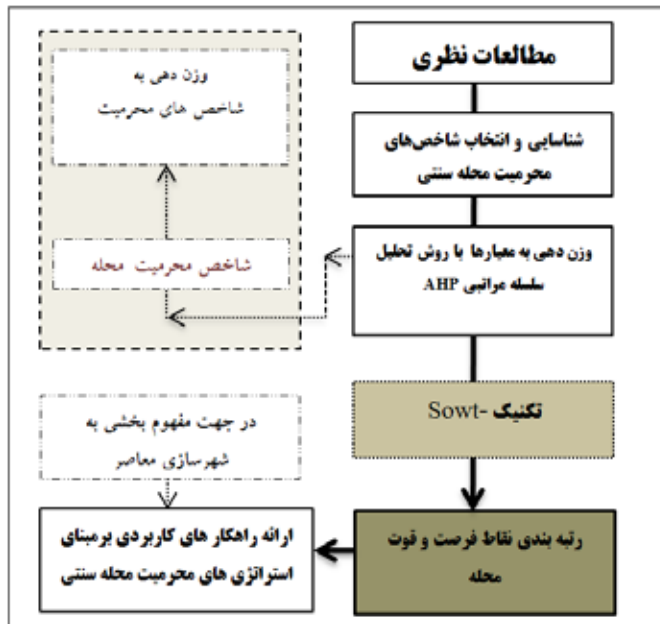 مطالعات نظری
شناسایی و انتخاب شاخص‌های
محرمیت محله سنتی
وزن دهی به معیارها با روش تحلیل
سلسله مراتبی AHP
وزن دهی به
شاخص های محرمیت
شاخص محرمیت محله
تکنیک -Sowt
رتبه بندی نقاط فرصت و قوت
محله
در جهت مفهوم بخشی به
شهرسازی معاصر
ارائه راهکار های کاربردی برمبنای
استراتژی های محرمیت محله سنتی